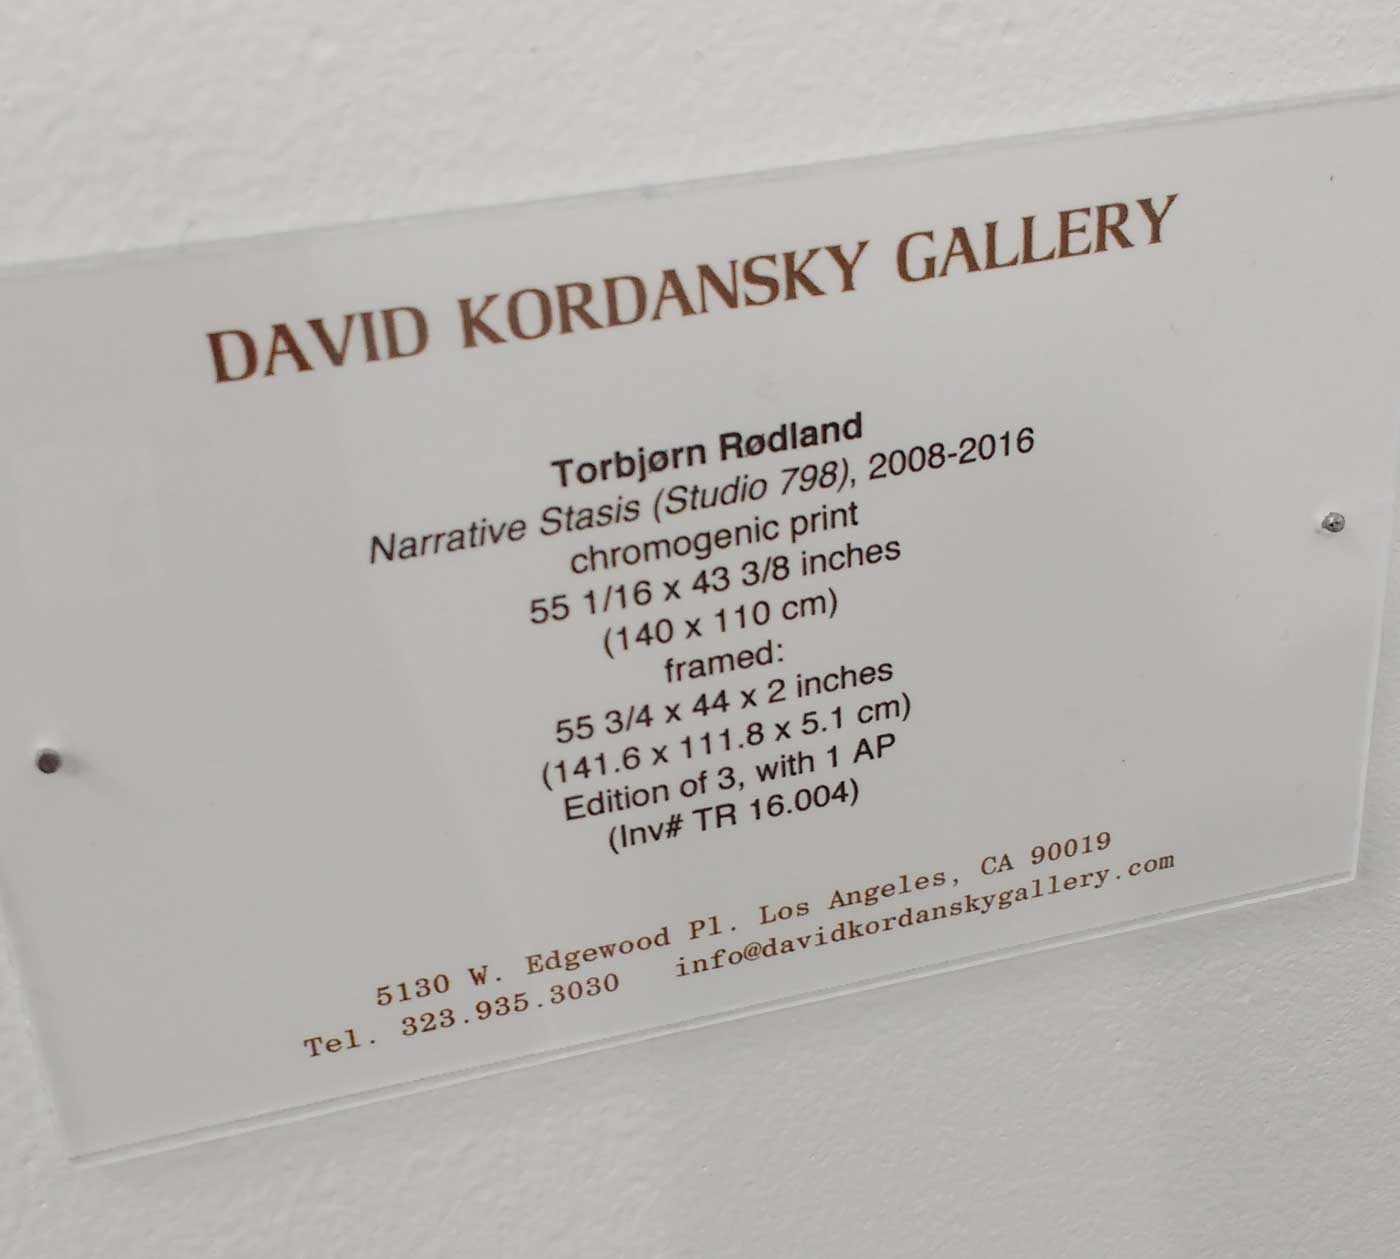 DAVID KORDANSKY GALLERY
Torbjørn Rødland
Narrative Stasis (Studio 798), 2008-2016
chromogenic print
55 1/16 x 43 3/8 inches
(140 x 110 cm)
framed:
55 3/4 x 44 x 2 inches
(141.6 x 111.8 x 5.1 cm)
Edition of 3, with 1 AP
(Inv# TR 16.004)
5130 W. Edgewood Pl. Los Angeles, CA 90019
Tel. 323.935.3030 info@davidkordanskygallery.com